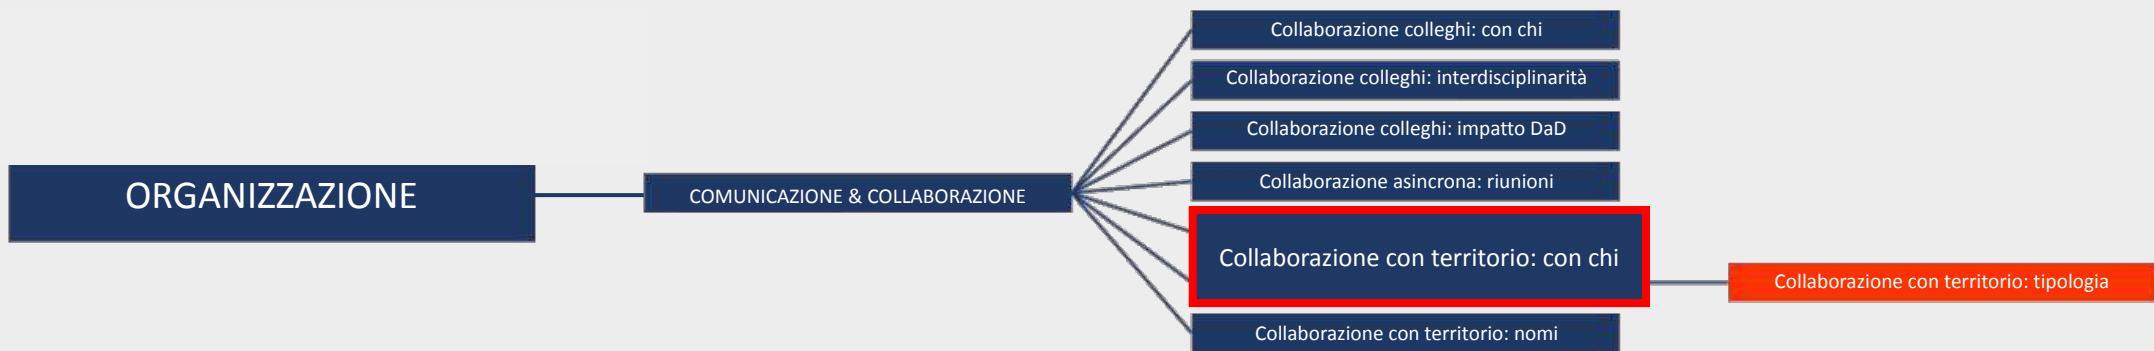 Collaborazione colleghi: con chi
Collaborazione colleghi: interdisciplinarità
Collaborazione colleghi: impatto DaD
ORGANIZZAZIONE
COMUNICAZIONE & COLLABORAZIONE
Collaborazione asincrona: riunioni
Collaborazione con territorio: con chi
Collaborazione con territorio: tipologia
Collaborazione con territorio: nomi